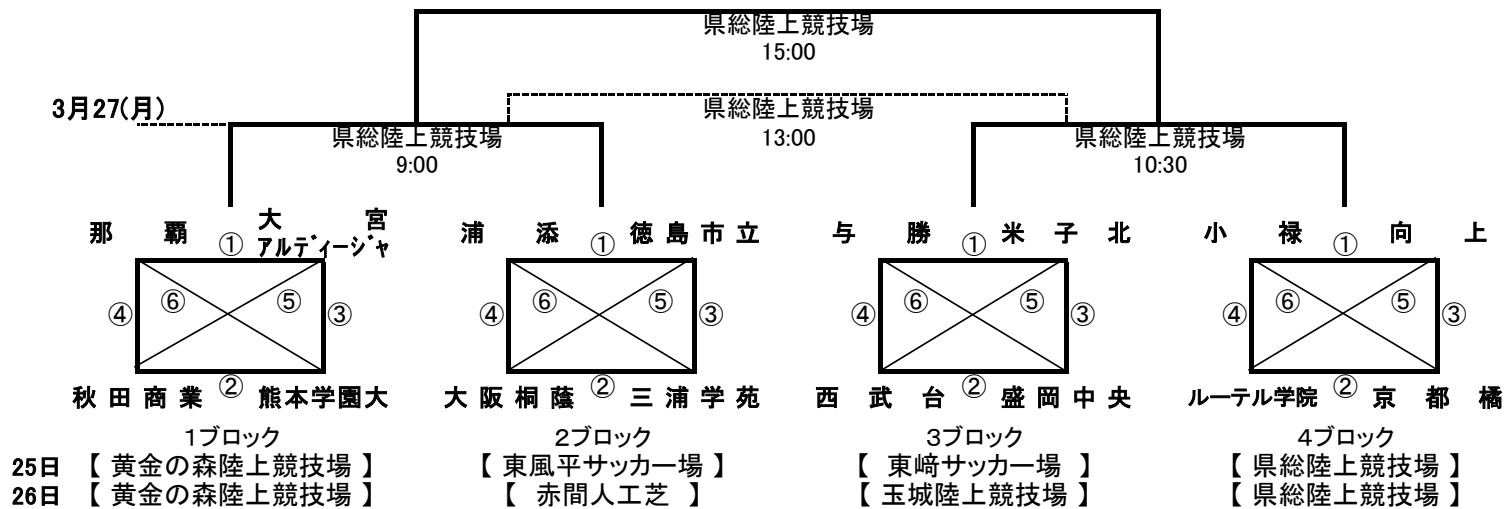 県総陸上競技場
15:00
3月27(月)
県総陸上競技場
13:00
県総陸上競技場
9:00
県総陸上競技場
10:30
那覇 ① 大宮アルディージャ
④ ⑥ ⑤ ③
秋田商業 ② 熊本学園大
1ブロック
浦添 ① 徳島市立
④ ⑥ ⑤ ③
大阪桐蔭 ② 三浦学苑
2ブロック
与勝 ① 米子北
④ ⑥ ⑤ ③
西武台 ② 盛岡中央
3ブロック
小禄 ① 向上
④ ⑥ ⑤ ③
ルーテル学院 ② 京都橘
4ブロック
25日 【 黄金の森陸上競技場 】 【 東風平サッカー場 】 【 東﨑サッカー場 】 【 県総陸上競技場 】
26日 【 黄金の森陸上競技場 】 【 赤間人工芝 】 【 玉城陸上競技場 】 【 県総陸上競技場 】